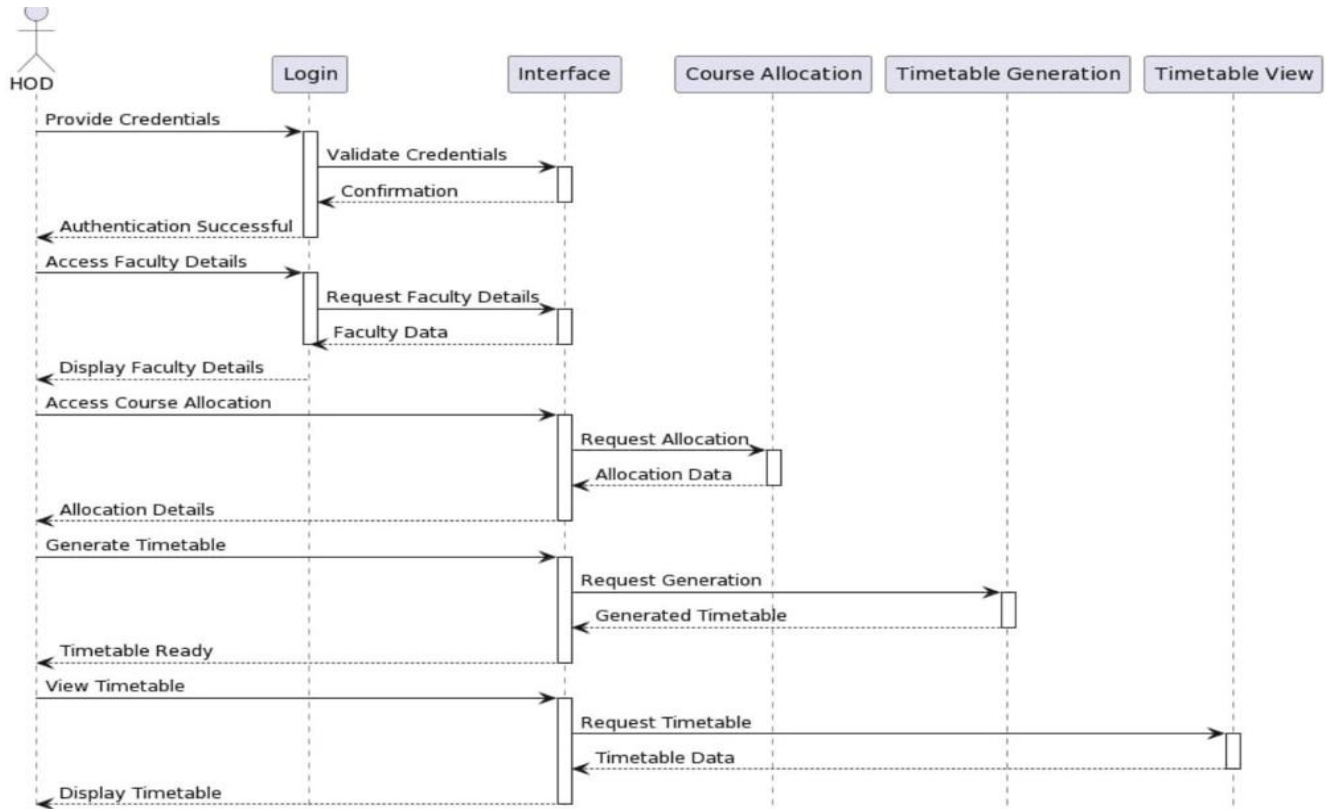 HOD
Login
Interface
Course Allocation
Timetable Generation
Timetable View
Provide Credentials
Validate Credentials
Confirmation
Authentication Successful
Access Faculty Details
Request Faculty Details
Faculty Data
Display Faculty Details
Access Course Allocation
Request Allocation
Allocation Data
Allocation Details
Generate Timetable
Request Generation
Generated Timetable
Timetable Ready
View Timetable
Request Timetable
Timetable Data
Display Timetable